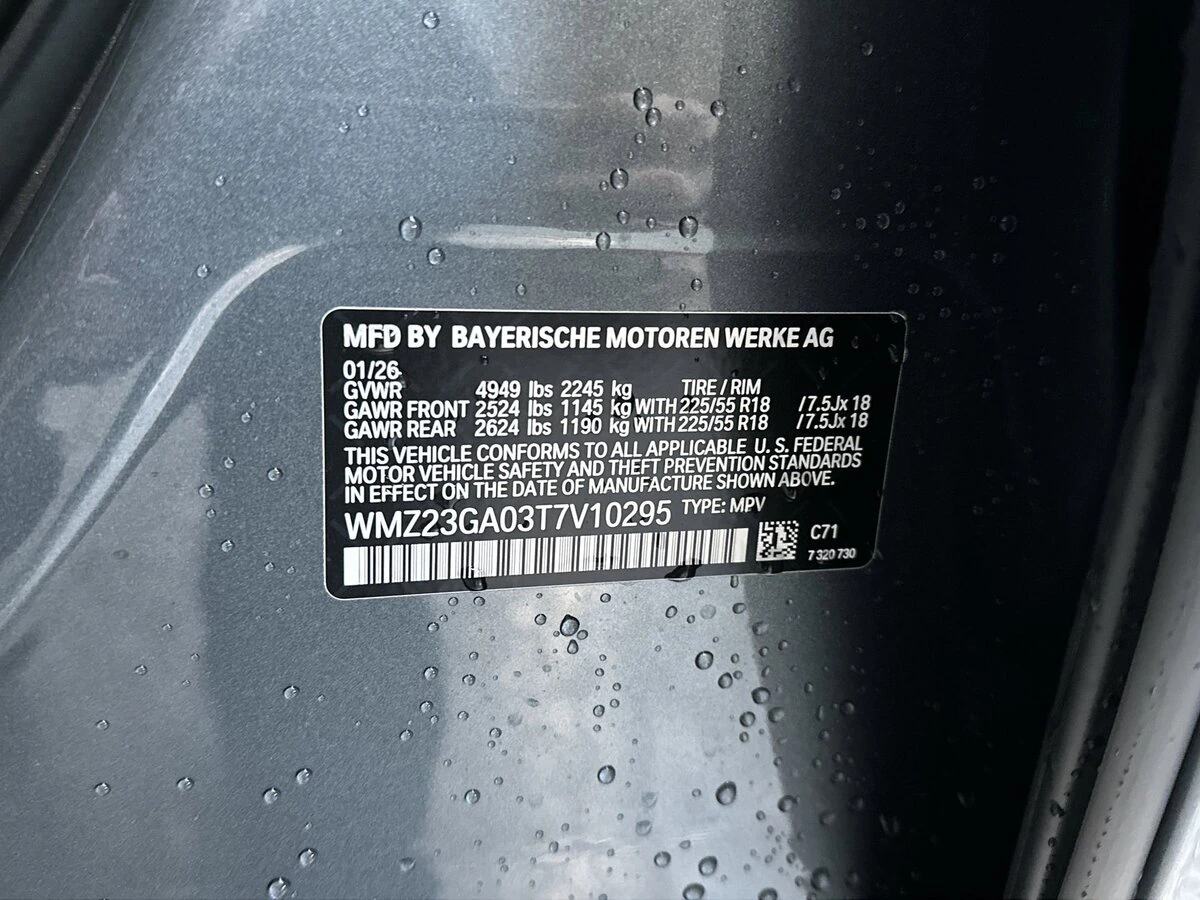 MFD BY BAYERISCHE MOTOREN WERKE AG
01/26
GVWR 4949 lbs 2245 kg TIRE / RIM
GAWR FRONT 2524 lbs 1145 kg WITH 225/55 R18 /7.5Jx 18
GAWR REAR 2624 lbs 1190 kg WITH 225/55 R18 /7.5Jx 18
THIS VEHICLE CONFORMS TO ALL APPLICABLE U. S. FEDERAL
MOTOR VEHICLE SAFETY AND THEFT PREVENTION STANDARDS
IN EFFECT ON THE DATE OF MANUFACTURE SHOWN ABOVE.
WMZ23GA03T7V10295 TYPE: MPV
C71
7 320 730